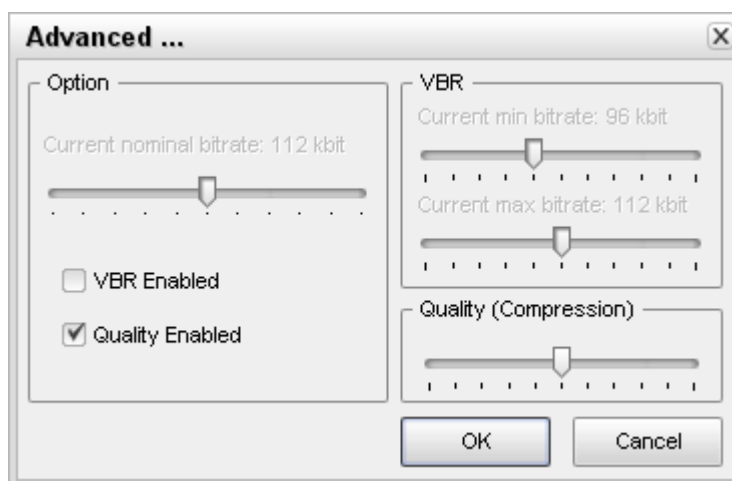 Advanced ...
Option
Current nominal bitrate: 112 kbit
VBR Enabled
Quality Enabled
VBR
Current min bitrate: 96 kbit
Current max bitrate: 112 kbit
Quality (Compression)
OK
Cancel